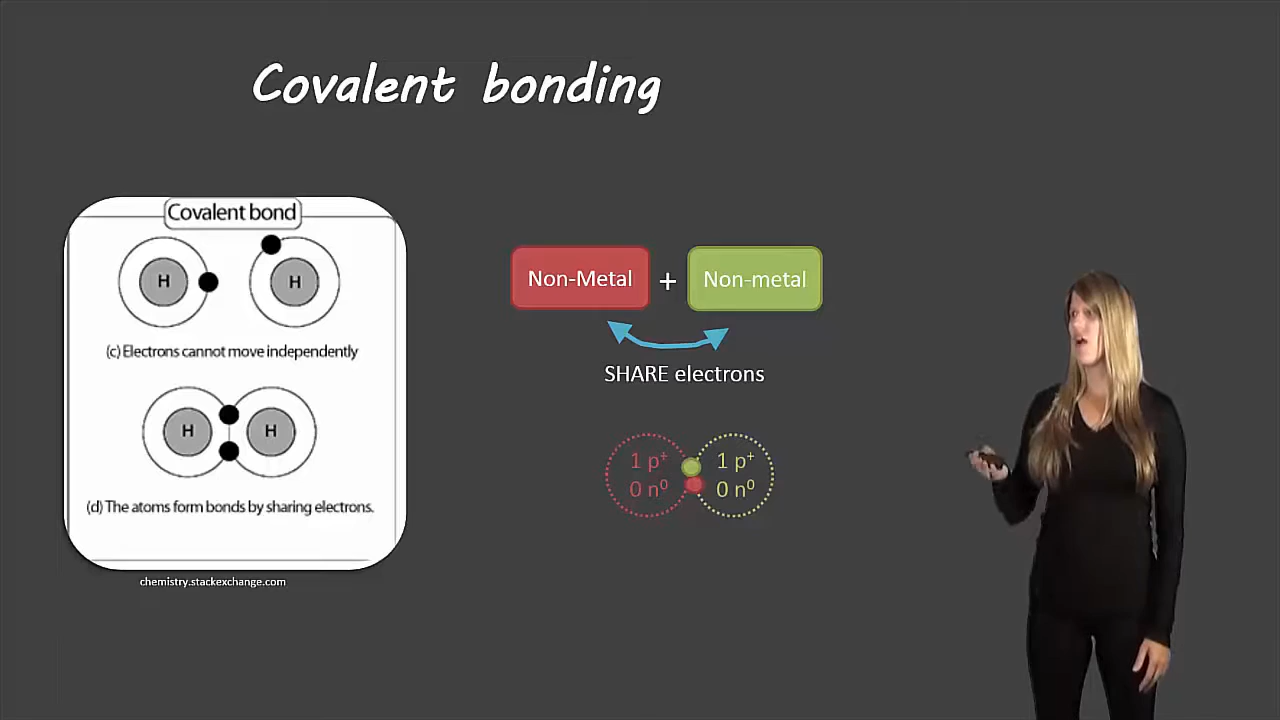 Covalent bonding
Covalent bond
H H
(c) Electrons cannot move independently
H H
(d) The atoms form bonds by sharing electrons.
chemistry.stackexchange.com
Non-Metal + Non-metal
SHARE electrons
1 p⁺ 1 p⁺
0 n⁰ 0 n⁰